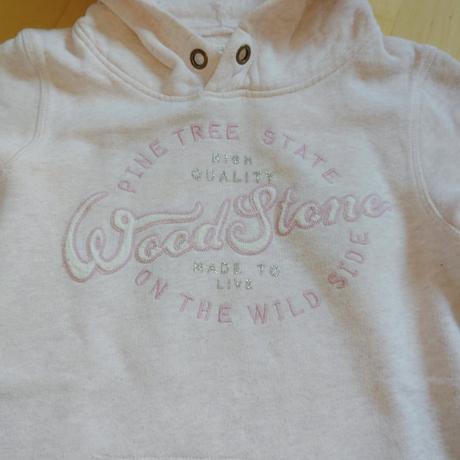 PINE TREE STATE
HIGH
QUALITY
WoodStone
MADE TO
LIVE
ON THE WILD SIDE